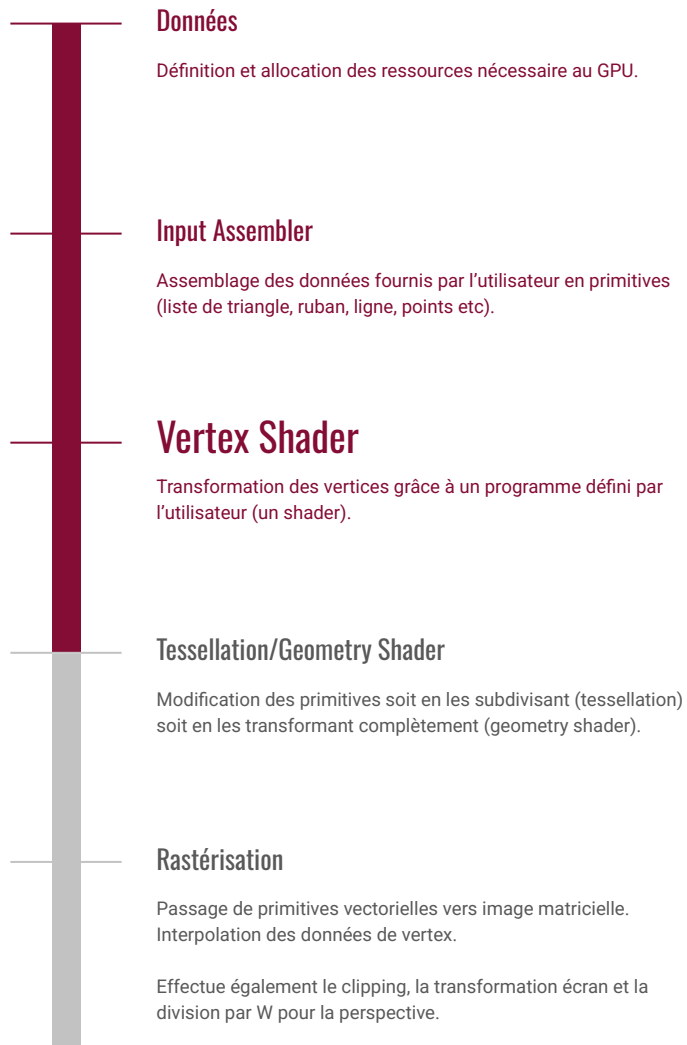 Données
Définition et allocation des ressources nécessaire au GPU.
Input Assembler
Assemblage des données fournis par l’utilisateur en primitives
(liste de triangle, ruban, ligne, points etc).
Vertex Shader
Transformation des vertices grâce à un programme défini par
l’utilisateur (un shader).
Tessellation/Geometry Shader
Modification des primitives soit en les subdivisant (tessellation)
soit en les transformant complètement (geometry shader).
Rastérisation
Passage de primitives vectorielles vers image matricielle.
Interpolation des données de vertex.
Effectue également le clipping, la transformation écran et la
division par W pour la perspective.